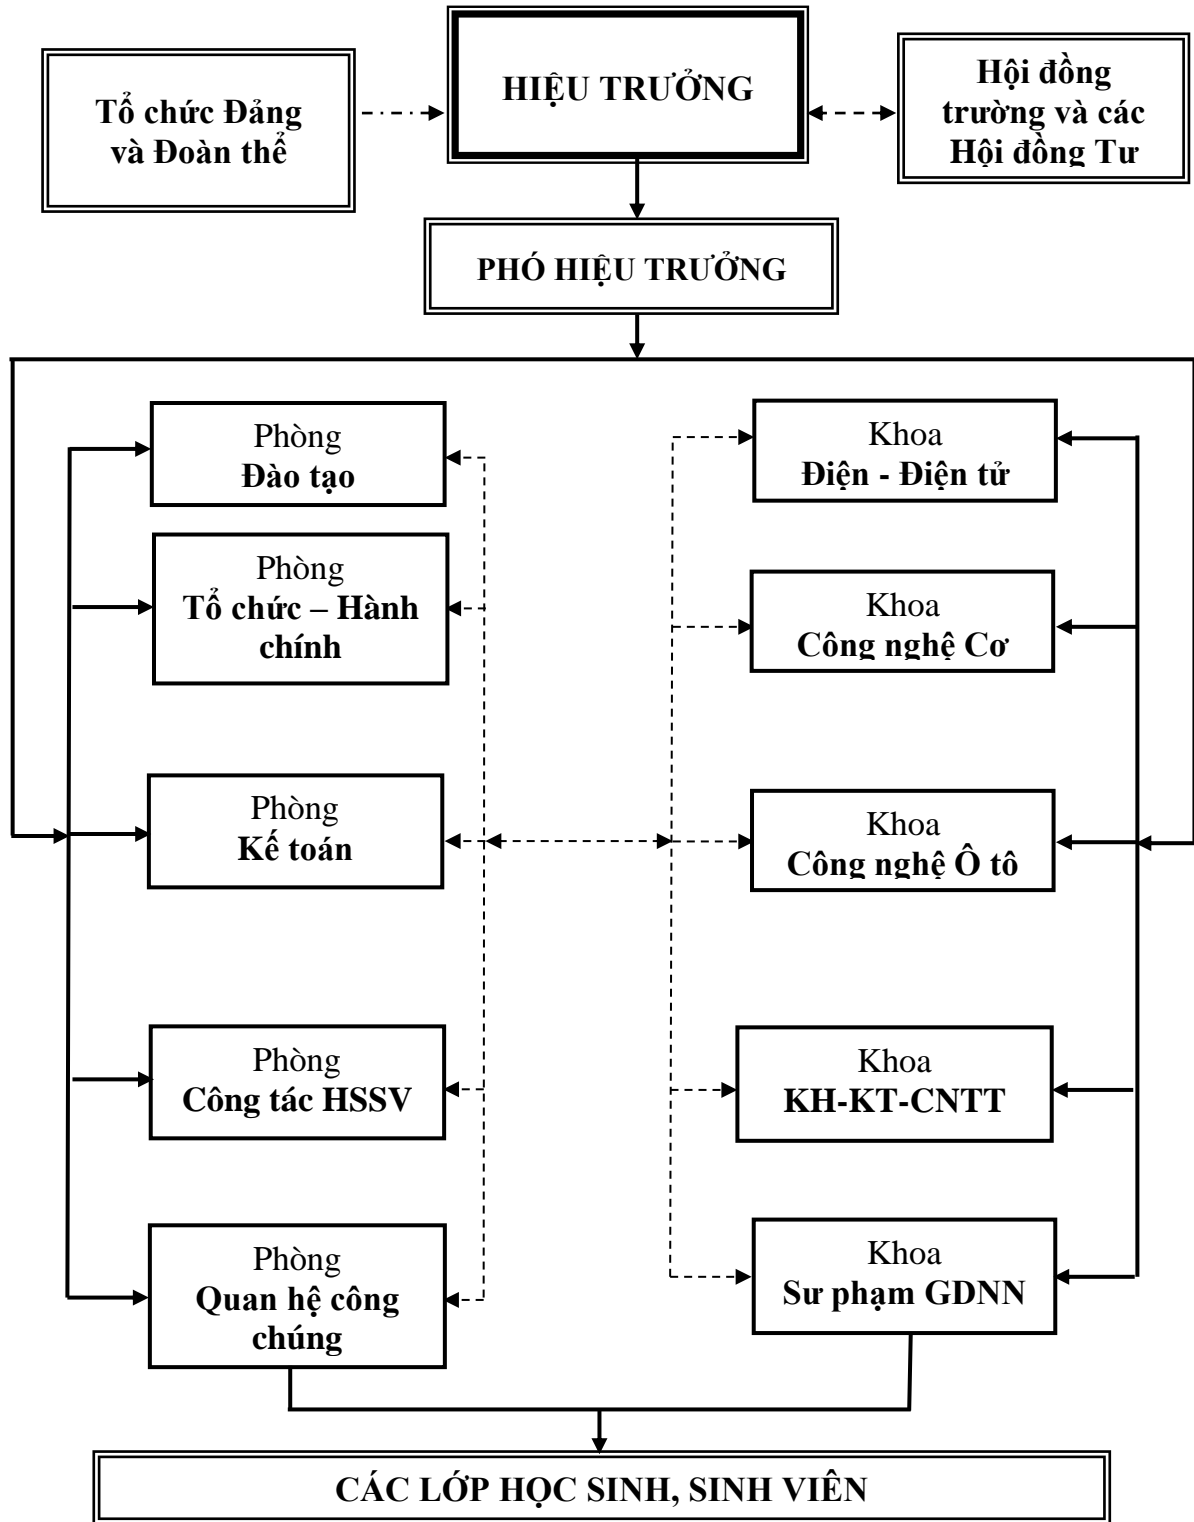 HIỆU TRƯỞNG
Tổ chức Đảng
và Đoàn thể
Hội đồng
trường và các
Hội đồng Tư
PHÓ HIỆU TRƯỞNG
Phòng
Đào tạo
Phòng
Tổ chức – Hành
chính
Phòng
Kế toán
Phòng
Công tác HSSV
Phòng
Quan hệ công
chúng
Khoa
Điện - Điện tử
Khoa
Công nghệ Cơ
Khoa
Công nghệ Ô tô
Khoa
KH-KT-CNTT
Khoa
Sư phạm GDNN
CÁC LỚP HỌC SINH, SINH VIÊN